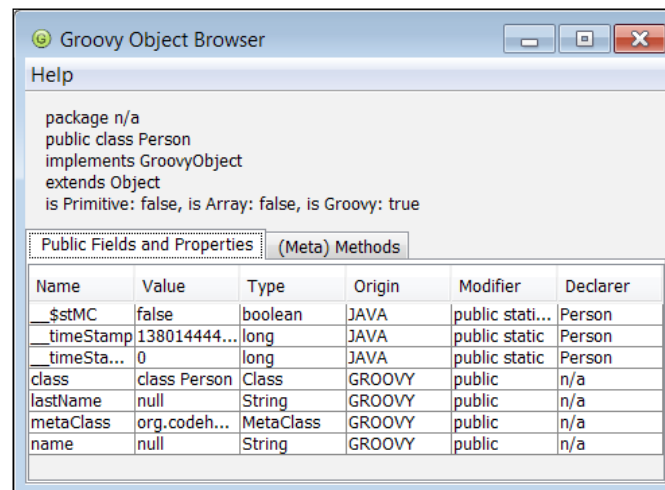 Groovy Object Browser
Help
package n/a
public class Person
implements GroovyObject
extends Object
is Primitive: false, is Array: false, is Groovy: true
Public Fields and Properties (Meta) Methods
Name Value Type Origin Modifier Declarer
__$stMC false boolean JAVA public stati... Person
__timeStamp 138014444... long JAVA public static Person
__timeSta... 0 long JAVA public static Person
class class Person Class GROOVY public n/a
lastName null String GROOVY public n/a
metaClass org.codeh... MetaClass GROOVY public n/a
name null String GROOVY public n/a